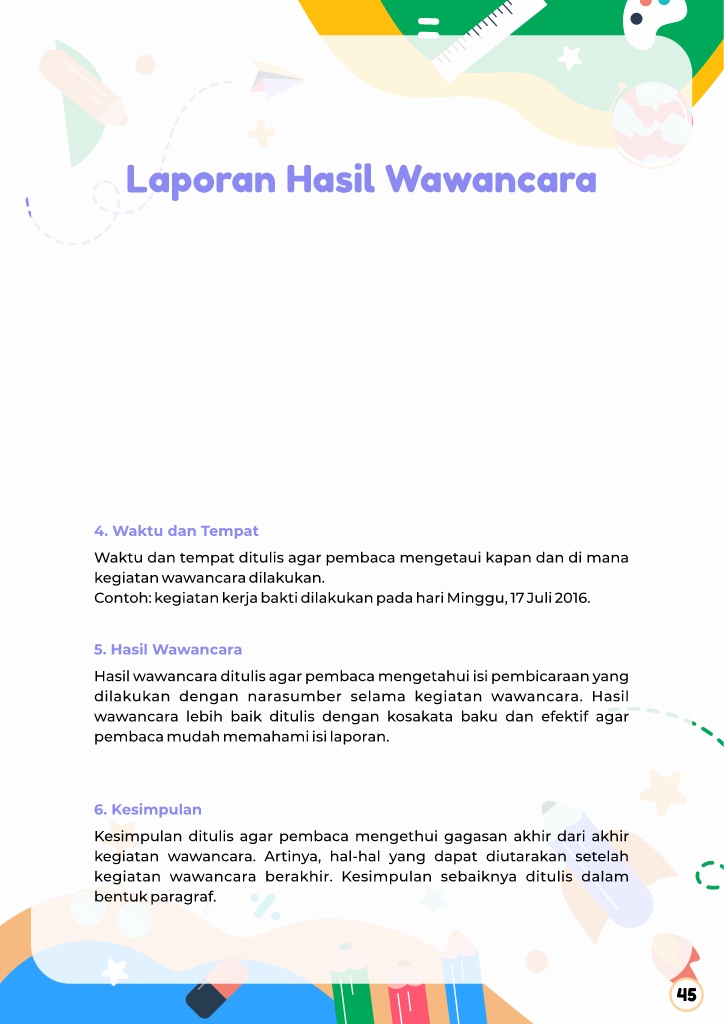 Laporan Hasil Wawancara
4. Waktu dan Tempat
Waktu dan tempat ditulis agar pembaca mengetaui kapan dan di mana
kegiatan wawancara dilakukan.
Contoh: kegiatan kerja bakti dilakukan pada hari Minggu, 17 Juli 2016.
5. Hasil Wawancara
Hasil wawancara ditulis agar pembaca mengetahui isi pembicaraan yang
dilakukan dengan narasumber selama kegiatan wawancara. Hasil
wawancara lebih baik ditulis dengan kosakata baku dan efektif agar
pembaca mudah memahami isi laporan.
6. Kesimpulan
Kesimpulan ditulis agar pembaca mengethui gagasan akhir dari akhir
kegiatan wawancara. Artinya, hal-hal yang dapat diutarakan setelah
kegiatan wawancara berakhir. Kesimpulan sebaiknya ditulis dalam
bentuk paragraf.
45